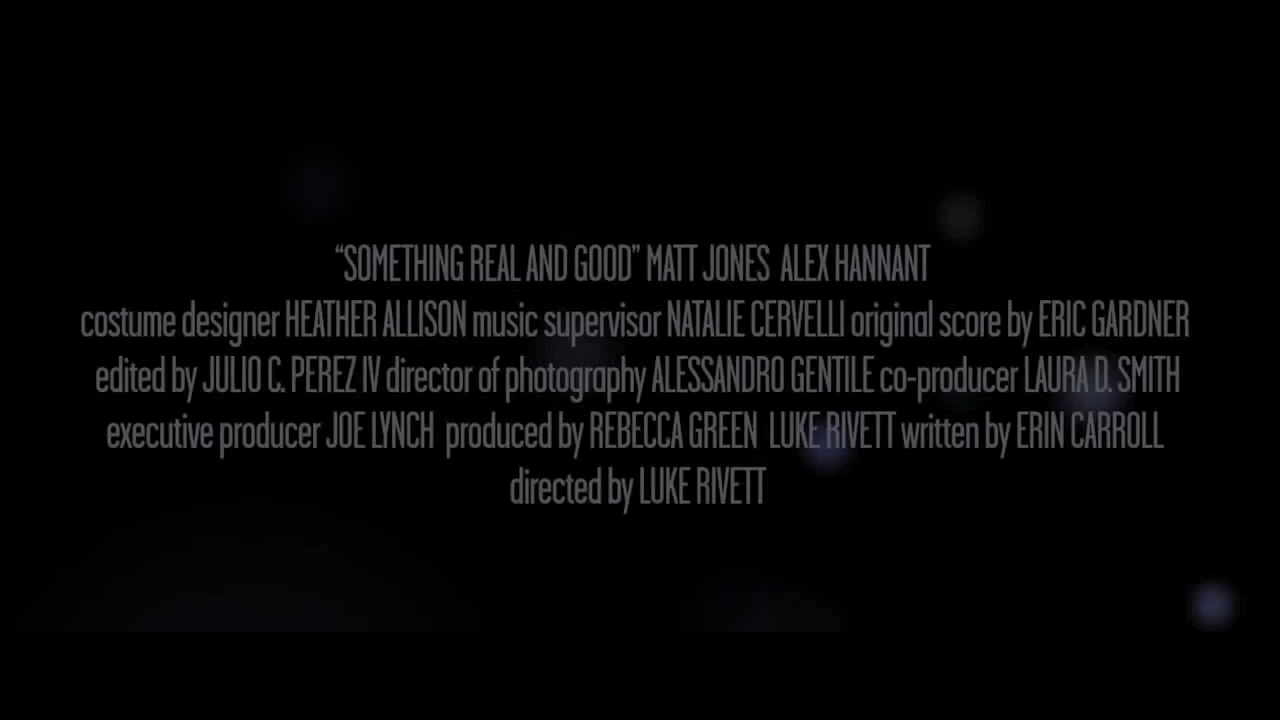 “SOMETHING REAL AND GOOD” MATT JONES ALEX HANNANT
costume designer HEATHER ALLISON music supervisor NATALIE CERVELLI original score by ERIC GARDNER
edited by JULIO C. PEREZ IV director of photography ALESSANDRO GENTILE co-producer LAURA D. SMITH
executive producer JOE LYNCH produced by REBECCA GREEN LUKE RIVETT written by ERIN CARROLL
directed by LUKE RIVETT